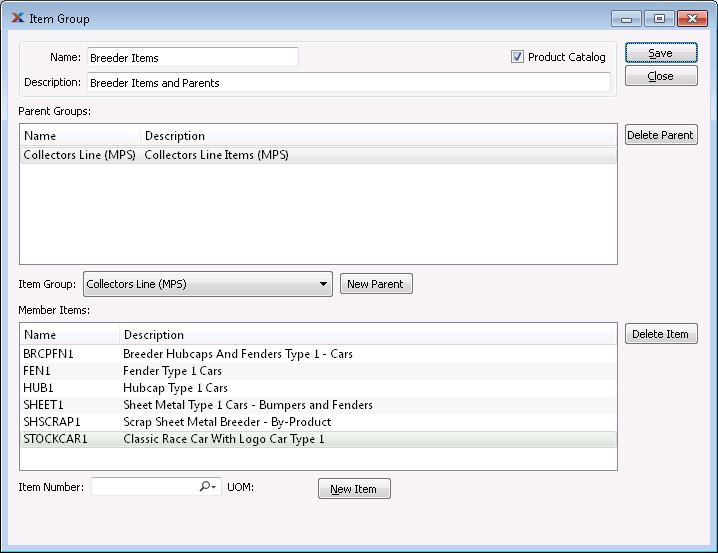 Item Group
Name: Breeder Items Product Catalog Save
Description: Breeder Items and Parents Close
Parent Groups:
Name Description Delete Parent
Collectors Line (MPS) Collectors Line Items (MPS)
Item Group: Collectors Line (MPS) New Parent
Member Items:
Name Description Delete Item
BRCPFN1 Breeder Hubcaps And Fenders Type 1 - Cars
FEN1 Fender Type 1 Cars
HUB1 Hubcap Type 1 Cars
SHEET1 Sheet Metal Type 1 Cars - Bumpers and Fenders
SHSCRAP1 Scrap Sheet Metal Breeder - By-Product
STOCKCAR1 Classic Race Car With Logo Car Type 1
Item Number: UOM: New Item